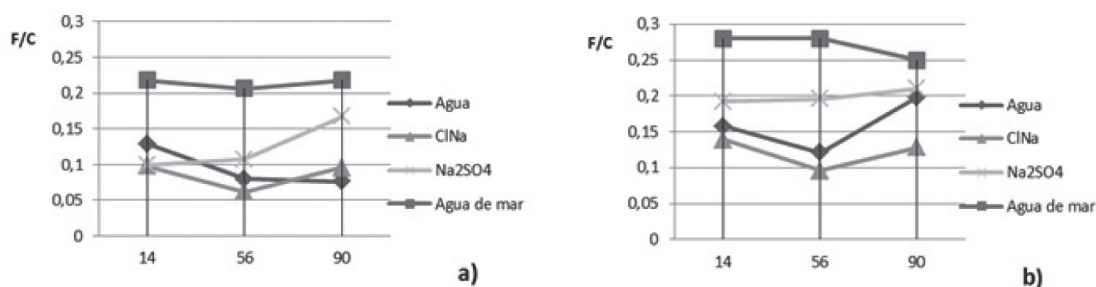 F/C
0,3
0,25
0,2
0,15
0,1
0,05
0
14 56 90
Agua
ClNa
Na2SO4
Agua de mar
a)
F/C
0,3
0,25
0,2
0,15
0,1
0,05
0
14 56 90
Agua
ClNa
Na2SO4
Agua de mar
b)